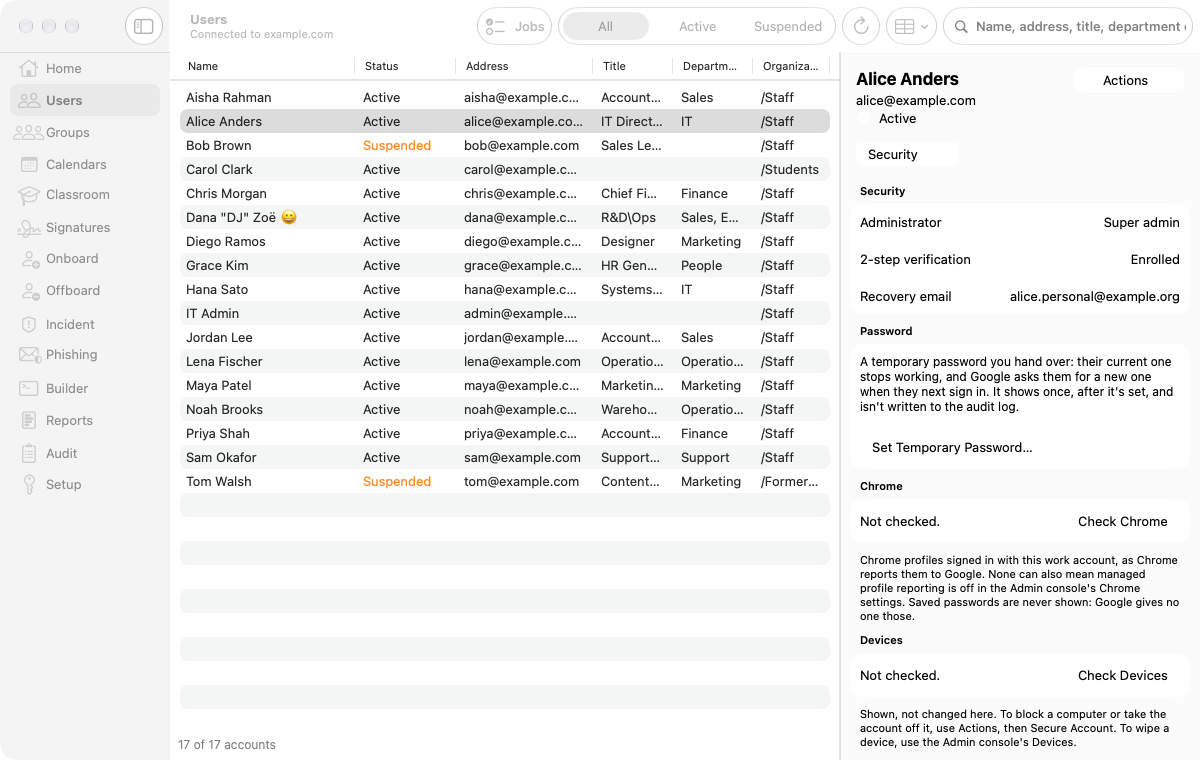 Users
Connected to example.com
Jobs
All
Active
Suspended
Name, address, title, department
Home
Users
Groups
Calendars
Classroom
Signatures
Onboard
Offboard
Incident
Phishing
Builder
Reports
Audit
Setup
Name Status Address Title Departm... Organiza...
Aisha Rahman Active aisha@example.c... Account... Sales /Staff
Alice Anders Active alice@example.co... IT Direct... IT /Staff
Bob Brown Suspended bob@example.com Sales Le... /Staff
Carol Clark Active carol@example.c... /Students
Chris Morgan Active chris@example.c... Chief Fi... Finance /Staff
Dana "DJ" Zoë 😀 Active dana@example.c... R&D\Ops Sales, E... /Staff
Diego Ramos Active diego@example.c... Designer Marketing /Staff
Grace Kim Active grace@example.c... HR Gen... People /Staff
Hana Sato Active hana@example.c... Systems... IT /Staff
IT Admin Active admin@example.... /Staff
Jordan Lee Active jordan@example.... Account... Sales /Staff
Lena Fischer Active lena@example.com Operatio... Operatio... /Staff
Maya Patel Active maya@example.c... Marketin... Marketing /Staff
Noah Brooks Active noah@example.c... Wareho... Operatio... /Staff
Priya Shah Active priya@example.c... Account... Finance /Staff
Sam Okafor Active sam@example.com Support... Support /Staff
Tom Walsh Suspended tom@example.com Content... Marketing /Former...
17 of 17 accounts
Alice Anders
Actions
alice@example.com
Active
Security
Security
Administrator Super admin
2-step verification Enrolled
Recovery email alice.personal@example.org
Password
A temporary password you hand over: their current one
stops working, and Google asks them for a new one
when they next sign in. It shows once, after it's set, and
isn't written to the audit log.
Set Temporary Password...
Chrome
Not checked. Check Chrome
Chrome profiles signed in with this work account, as Chrome
reports them to Google. None can also mean managed
profile reporting is off in the Admin console's Chrome
settings. Saved passwords are never shown: Google gives no
one those.
Devices
Not checked. Check Devices
Shown, not changed here. To block a computer or take the
account off it, use Actions, then Secure Account. To wipe a
device, use the Admin console's Devices.